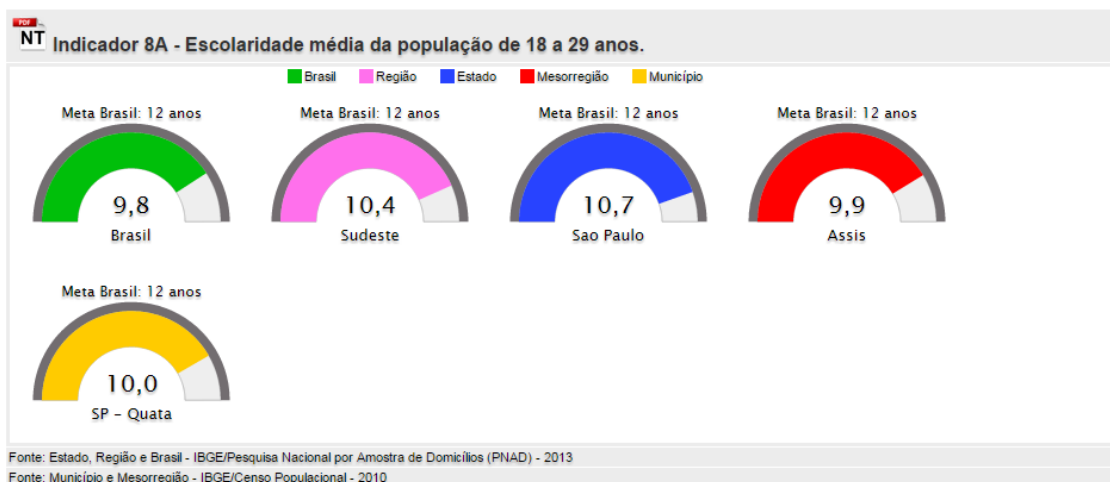 PDF
NT Indicador 8A - Escolaridade média da população de 18 a 29 anos.
Brasil Região Estado Mesorregião Município
Meta Brasil: 12 anos Meta Brasil: 12 anos Meta Brasil: 12 anos Meta Brasil: 12 anos
9,8 10,4 10,7 9,9
Brasil Sudeste Sao Paulo Assis
Meta Brasil: 12 anos
10,0
SP - Quata
Fonte: Estado, Região e Brasil - IBGE/Pesquisa Nacional por Amostra de Domicílios (PNAD) - 2013
Fonte: Município e Mesorregião - IBGE/Censo Populacional - 2010